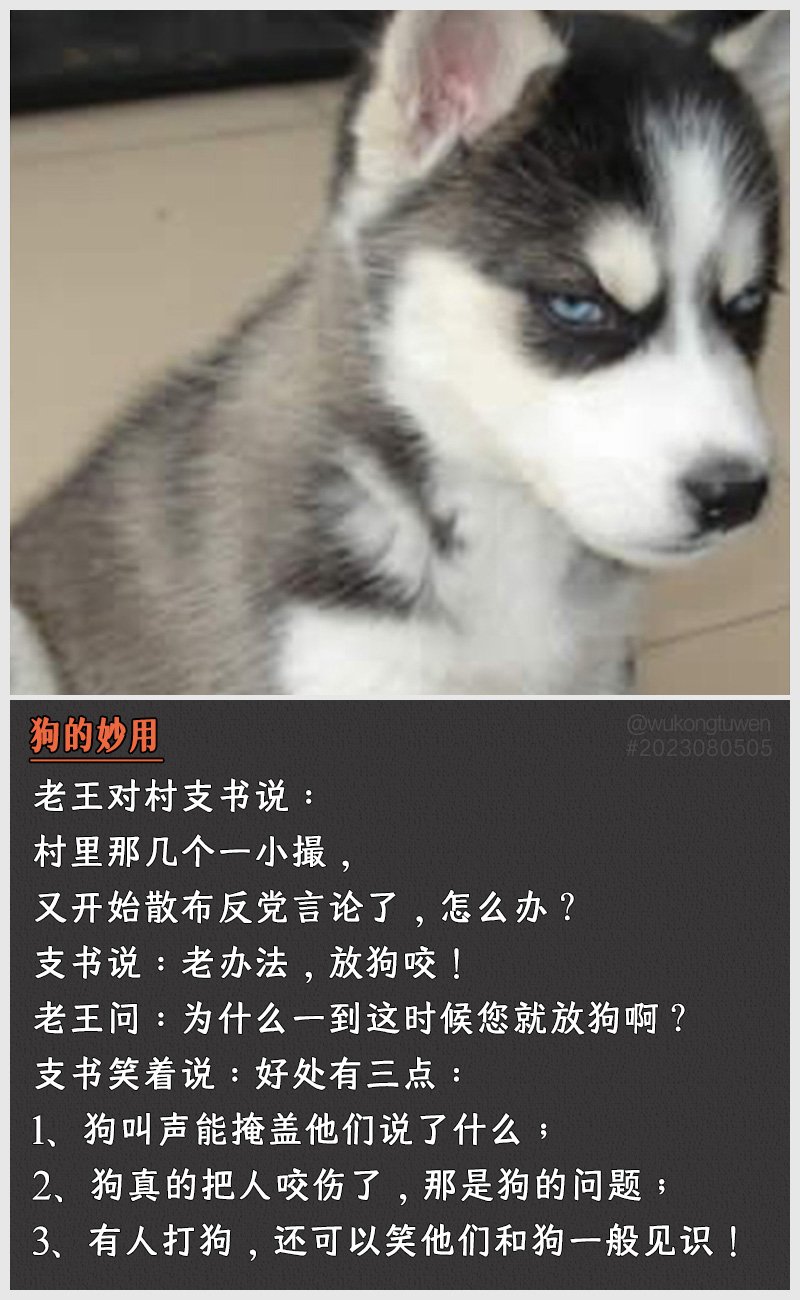 狗的妙用
@wukongtuwen
#2023080505
老王对村支书说：
村里那几个一小撮，
又开始散布反党言论了，怎么办？
支书说：老办法，放狗咬！
老王问：为什么一到这时候您就放狗啊？
支书笑着说：好处有三点：
1、狗叫声能掩盖他们说了什么；
2、狗真的把人咬伤了，那是狗的问题；
3、有人打狗，还可以笑他们和狗一般见识！